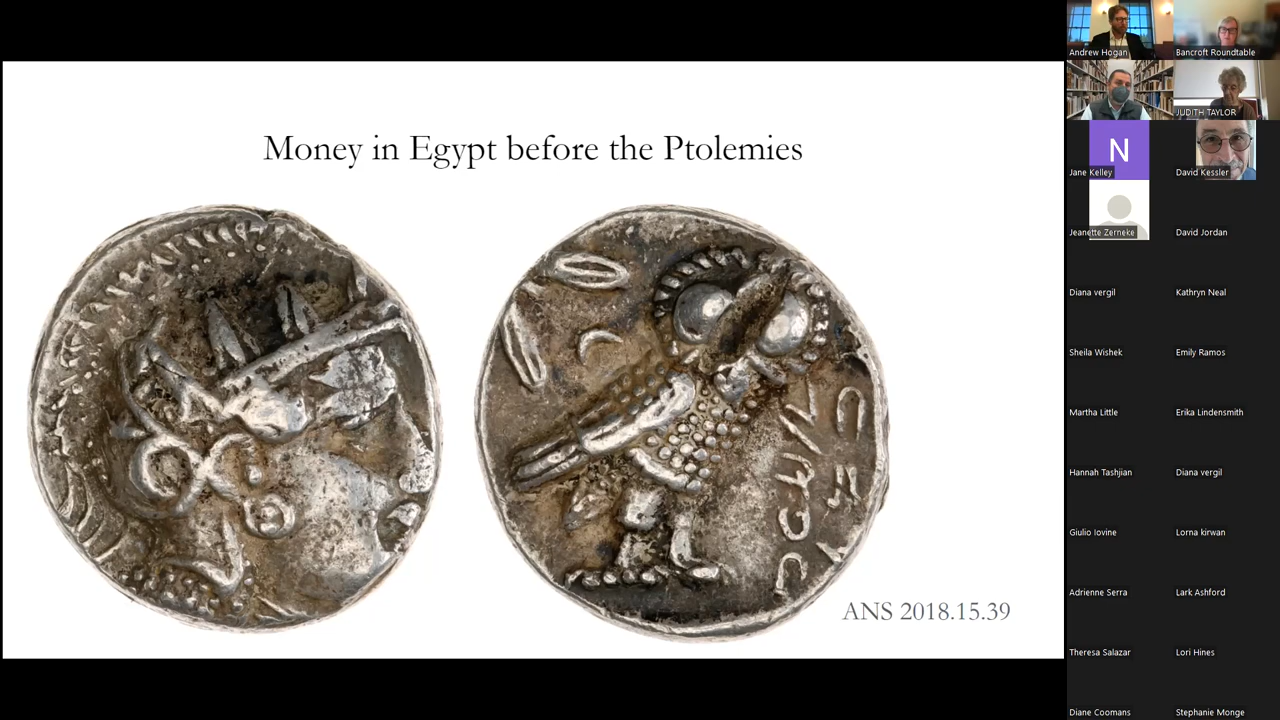 Money in Egypt before the Ptolemies
ANS 2018.15.39
Andrew Hogan
Bancroft Roundtable
JUDITH TAYLOR
N
Jane Kelley
David Kessler
Jeanette Zerneke
David Jordan
Diana vergil
Kathryn Neal
Sheila Wishek
Emily Ramos
Martha Little
Erika Lindensmith
Hannah Tashjian
Diana vergil
Giulio Iovine
Lorna kirwan
Adrienne Serra
Lark Ashford
Theresa Salazar
Lori Hines
Diane Coomans
Stephanie Monge